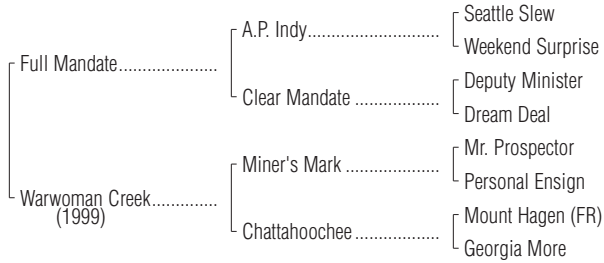 Seattle Slew
A.P. Indy................................
Weekend Surprise
Full Mandate........................
Deputy Minister
Clear Mandate .....................
Dream Deal
Mr. Prospector
Miner's Mark .......................
Personal Ensign
Warwoman Creek................
(1999)
Mount Hagen (FR)
Chattahoochee.....................
Georgia More